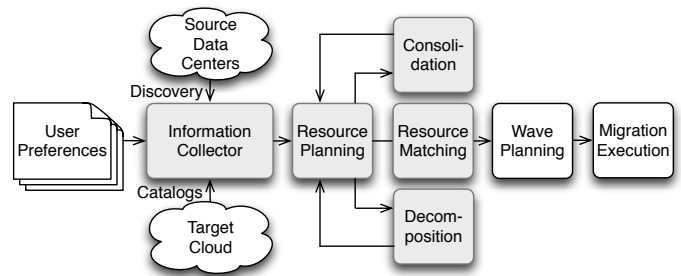 Source
Data
Centers
Discovery
User
Preferences
Information
Collector
Catalogs
Target
Cloud
Resource
Planning
Consoli-
dation
Resource
Matching
Decom-
position
Wave
Planning
Migration
Execution